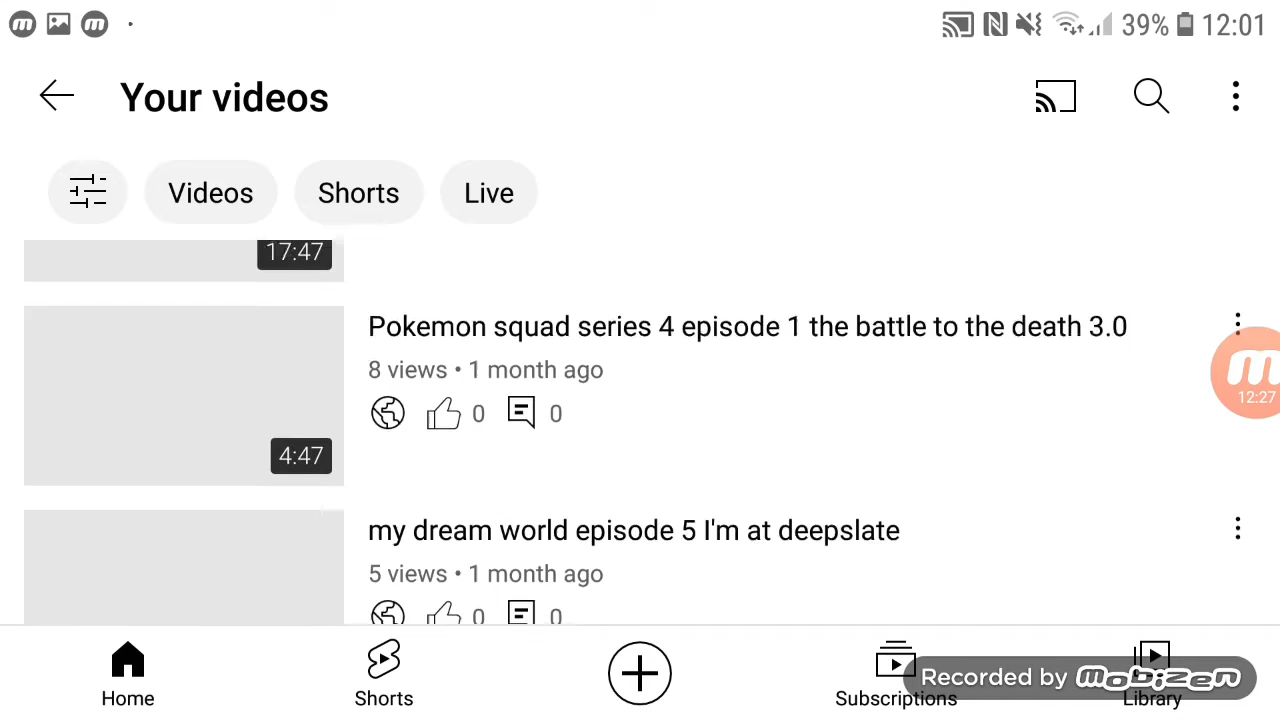 39% 12:01
Your videos
Videos Shorts Live
17:47
Pokemon squad series 4 episode 1 the battle to the death 3.0
8 views • 1 month ago
0 0
4:47
12:27
my dream world episode 5 I'm at deepslate
5 views • 1 month ago
0 0
Home Shorts Subscriptions Library
Recorded by mobizen